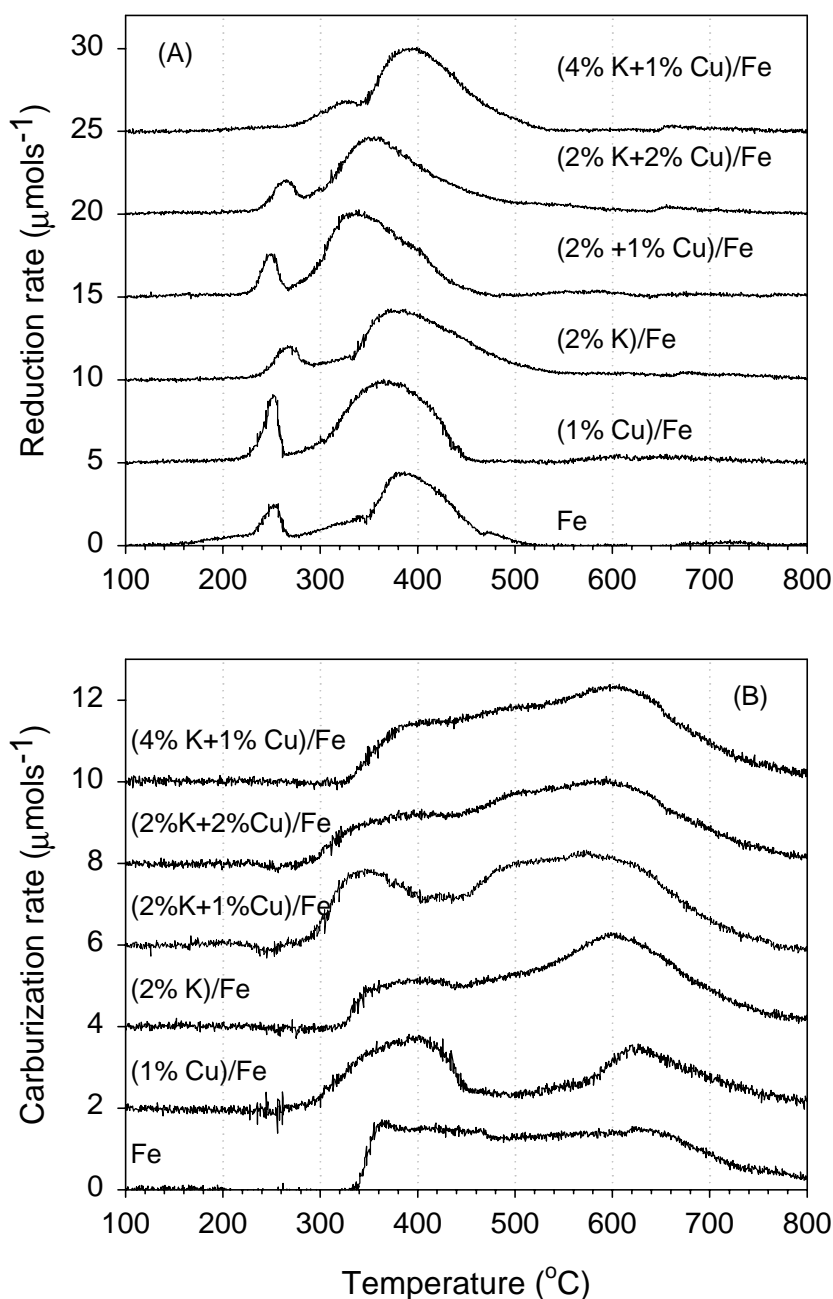 (A)
Reduction rate (μmols-1)
30
25
20
15
10
5
0
(4% K+1% Cu)/Fe
(2% K+2% Cu)/Fe
(2% +1% Cu)/Fe
(2% K)/Fe
(1% Cu)/Fe
Fe
100 200 300 400 500 600 700 800
(B)
Carburization rate (μmols-1)
12
10
8
6
4
2
0
(4% K+1% Cu)/Fe
(2%K+2%Cu)/Fe
(2%K+1%Cu)/Fe
(2% K)/Fe
(1% Cu)/Fe
Fe
100 200 300 400 500 600 700 800
Temperature (oC)